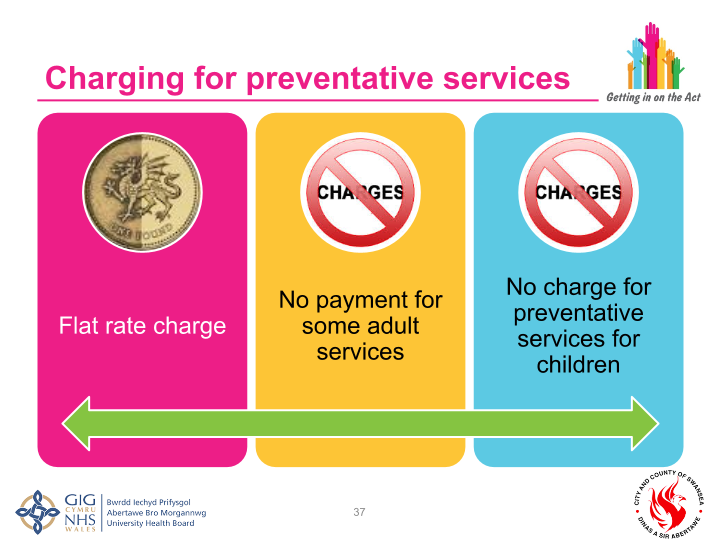 Charging for preventative services
Getting in on the Act
ONE POUND
CHARGES
CHARGES
Flat rate charge
No payment for
some adult
services
No charge for
preventative
services for
children
GIG
CYMRU
NHS
WALES
Bwrdd Iechyd Prifysgol
Abertawe Bro Morgannwg
University Health Board
37
CITY AND COUNTY OF SWANSEA
DINAS A SIR ABERTAWE